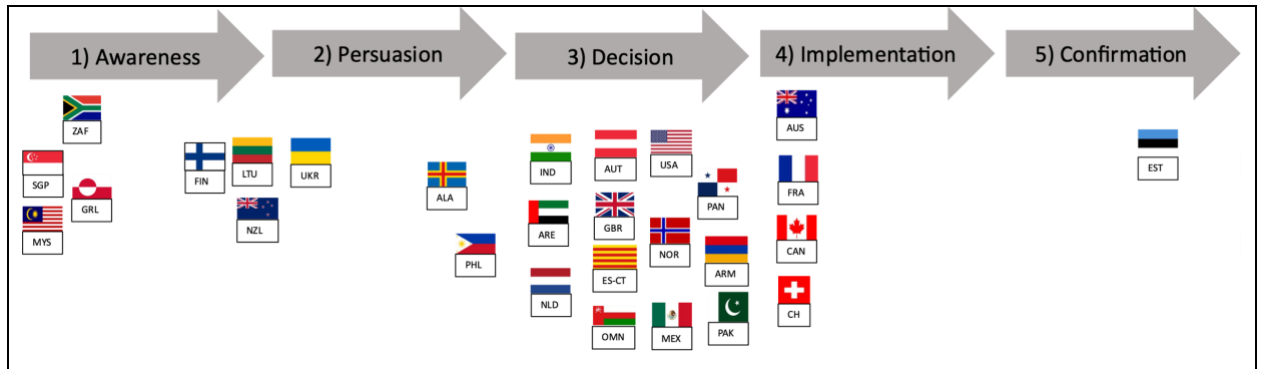 1) Awareness
2) Persuasion
3) Decision
4) Implementation
5) Confirmation
ZAF
SGP
GRL
MYS
FIN
LTU
NZL
UKR
ALA
PHL
IND
ARE
NLD
AUT
GBR
ES-CT
OMN
USA
NOR
MEX
PAN
ARM
PAK
AUS
FRA
CAN
CH
EST